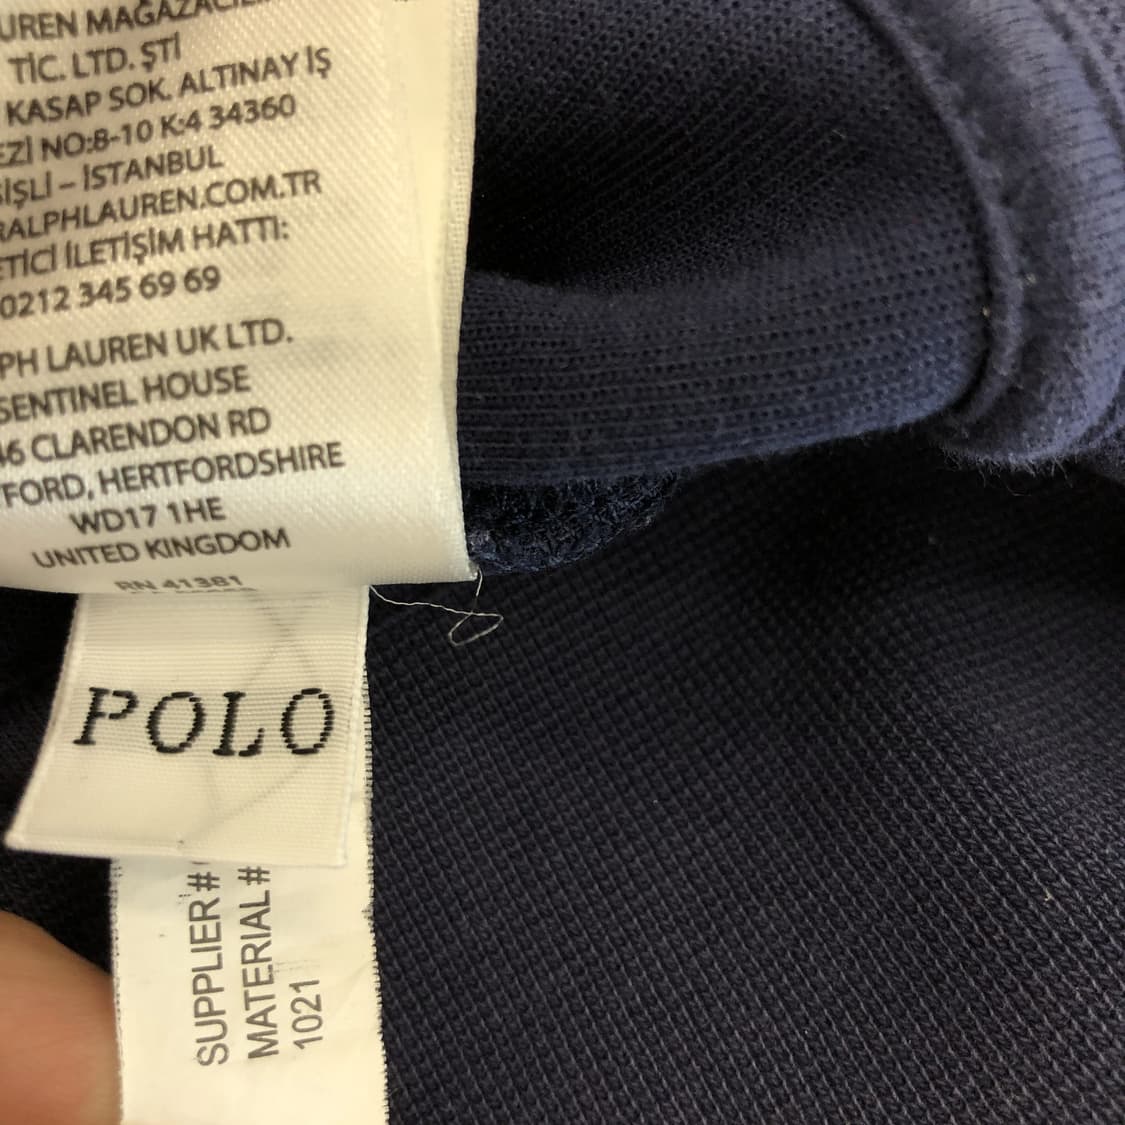 UREN MAĞAZACILIK
TİC. LTD. ŞTİ
KASAP SOK. ALTINAY İŞ
EZİ NO:8-10 K:4 34360
ŞİŞLİ – İSTANBUL
RALPHLAUREN.COM.TR
ETİCİ İLETİŞİM HATTI:
0212 345 69 69
PH LAUREN UK LTD.
SENTINEL HOUSE
46 CLARENDON RD
FORD, HERTFORDSHIRE
WD17 1HE
UNITED KINGDOM
RN 41381
POLO
SUPPLIER#
MATERIAL#
1021